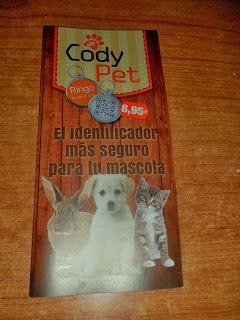 Cody
Pet
Ringo
8,95€
El identificador
más seguro
para tu mascota